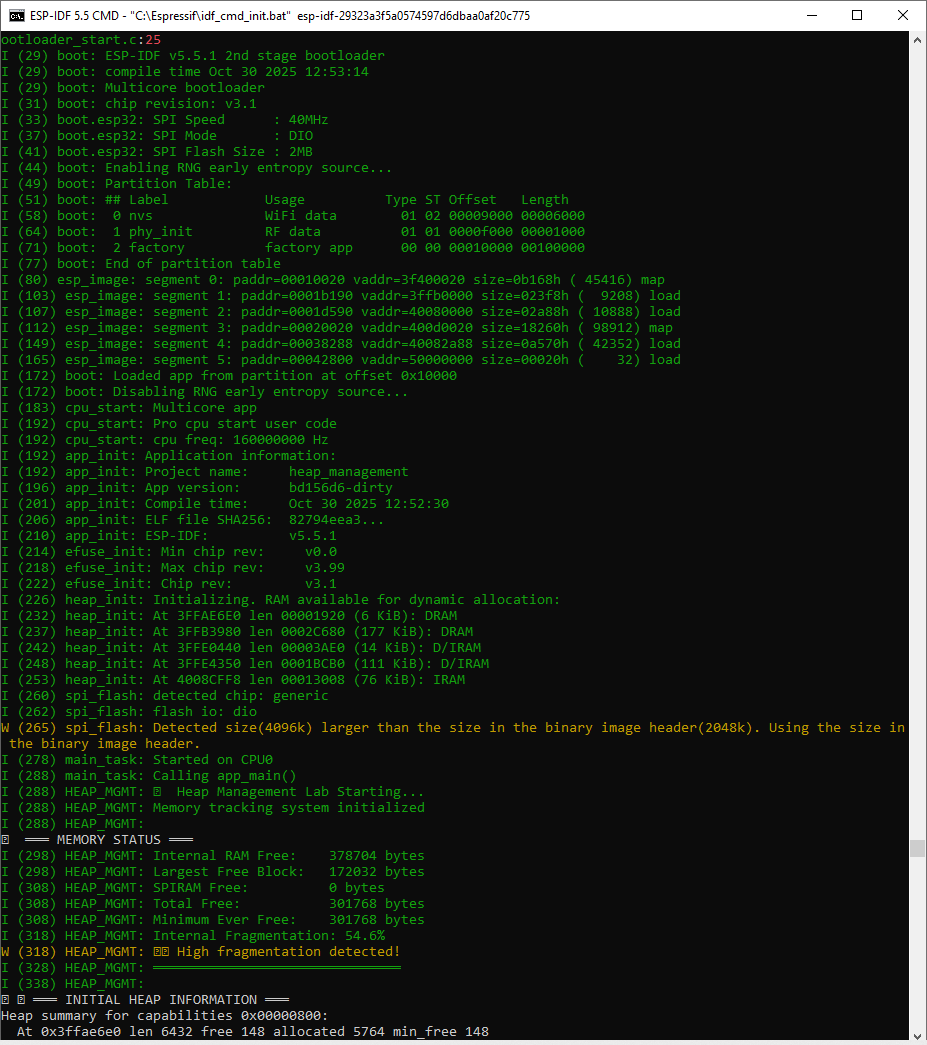 ESP-IDF 5.5 CMD - "C:\Espressif\idf_cmd_init.bat"  esp-idf-29323a3f5a0574597d6dbaa0af20c775
ootloader_start.c:25
I (29) boot: ESP-IDF v5.5.1 2nd stage bootloader
I (29) boot: compile time Oct 30 2025 12:53:14
I (29) boot: Multicore bootloader
I (31) boot: chip revision: v3.1
I (33) boot.esp32: SPI Speed      : 40MHz
I (37) boot.esp32: SPI Mode       : DIO
I (41) boot.esp32: SPI Flash Size : 2MB
I (44) boot: Enabling RNG early entropy source...
I (49) boot: Partition Table:
I (51) boot: ## Label            Usage          Type ST Offset   Length
I (58) boot:  0 nvs              WiFi data        01 02 00009000 00006000
I (64) boot:  1 phy_init         RF data          01 01 0000f000 00001000
I (71) boot:  2 factory          factory app      00 00 00010000 00100000
I (77) boot: End of partition table
I (80) esp_image: segment 0: paddr=00010020 vaddr=3f400020 size=0b168h ( 45416) map
I (103) esp_image: segment 1: paddr=0001b190 vaddr=3ffb0000 size=023f8h (  9208) load
I (107) esp_image: segment 2: paddr=0001d590 vaddr=40080000 size=02a88h ( 10888) load
I (112) esp_image: segment 3: paddr=00020020 vaddr=400d0020 size=18260h ( 98912) map
I (149) esp_image: segment 4: paddr=00038288 vaddr=40082a88 size=0a570h ( 42352) load
I (165) esp_image: segment 5: paddr=00042800 vaddr=50000000 size=00020h (    32) load
I (172) boot: Loaded app from partition at offset 0x10000
I (172) boot: Disabling RNG early entropy source...
I (183) cpu_start: Multicore app
I (192) cpu_start: Pro cpu start user code
I (192) cpu_start: cpu freq: 160000000 Hz
I (192) app_init: Application information:
I (192) app_init: Project name:     heap_management
I (196) app_init: App version:      bd156d6-dirty
I (201) app_init: Compile time:     Oct 30 2025 12:52:30
I (206) app_init: ELF file SHA256:  82794eea3...
I (210) app_init: ESP-IDF:          v5.5.1
I (214) efuse_init: Min chip rev:     v0.0
I (218) efuse_init: Max chip rev:     v3.99
I (222) efuse_init: Chip rev:         v3.1
I (226) heap_init: Initializing. RAM available for dynamic allocation:
I (232) heap_init: At 3FFAE6E0 len 00001920 (6 KiB): DRAM
I (237) heap_init: At 3FFB3980 len 0002C680 (177 KiB): DRAM
I (242) heap_init: At 3FFE0440 len 00003AE0 (14 KiB): D/IRAM
I (248) heap_init: At 3FFE4350 len 0001BCB0 (111 KiB): D/IRAM
I (253) heap_init: At 4008CFF8 len 00013008 (76 KiB): IRAM
I (260) spi_flash: detected chip: generic
I (262) spi_flash: flash io: dio
W (265) spi_flash: Detected size(4096k) larger than the size in the binary image header(2048k). Using the size in
 the binary image header.
I (278) main_task: Started on CPU0
I (288) main_task: Calling app_main()
I (288) HEAP_MGMT:   Heap Management Lab Starting...
I (288) HEAP_MGMT: Memory tracking system initialized
I (288) HEAP_MGMT:
═══ MEMORY STATUS ═══
I (298) HEAP_MGMT: Internal RAM Free:    378704 bytes
I (298) HEAP_MGMT: Largest Free Block:   172032 bytes
I (308) HEAP_MGMT: SPIRAM Free:          0 bytes
I (308) HEAP_MGMT: Total Free:           301768 bytes
I (308) HEAP_MGMT: Minimum Ever Free:    301768 bytes
I (318) HEAP_MGMT: Internal Fragmentation: 54.6%
W (318) HEAP_MGMT: High fragmentation detected!
I (328) HEAP_MGMT: ═══════════════════════════════
I (338) HEAP_MGMT:
═══ INITIAL HEAP INFORMATION ═══
Heap summary for capabilities 0x00000800:
  At 0x3ffae6e0 len 6432 free 148 allocated 5764 min_free 148